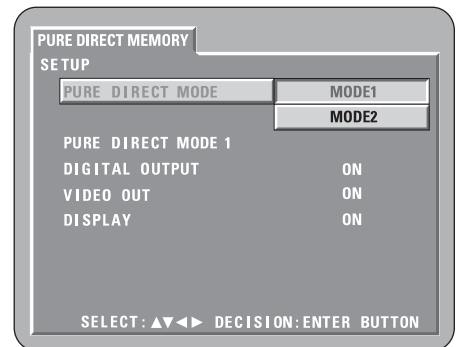 PURE DIRECT MEMORY
SETUP
PURE DIRECT MODE MODE1
MODE2
PURE DIRECT MODE 1
DIGITAL OUTPUT ON
VIDEO OUT ON
DISPLAY ON
SELECT:▲▼◄► DECISION:ENTER BUTTON